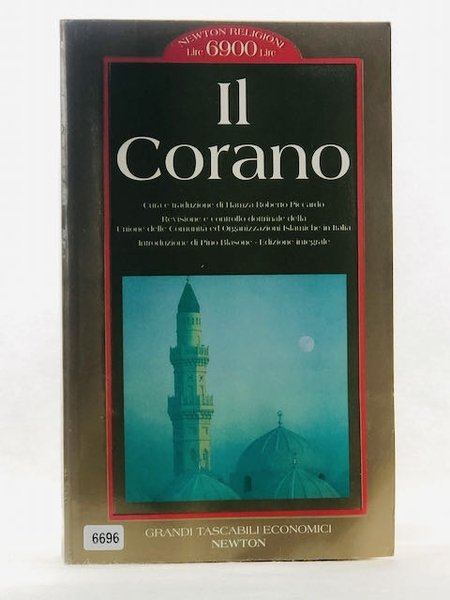 NEWTON RELIGIONI
Lire 6900 Lire
Il
Corano
Cura e traduzione di Hamza Roberto Piccardo
Revisione e controllo dottrinale della
Unione delle Comunità ed Organizzazioni Islamiche in Italia
Introduzione di Pino Blasone - Edizione integrale
6696
GRANDI TASCABILI ECONOMICI
NEWTON